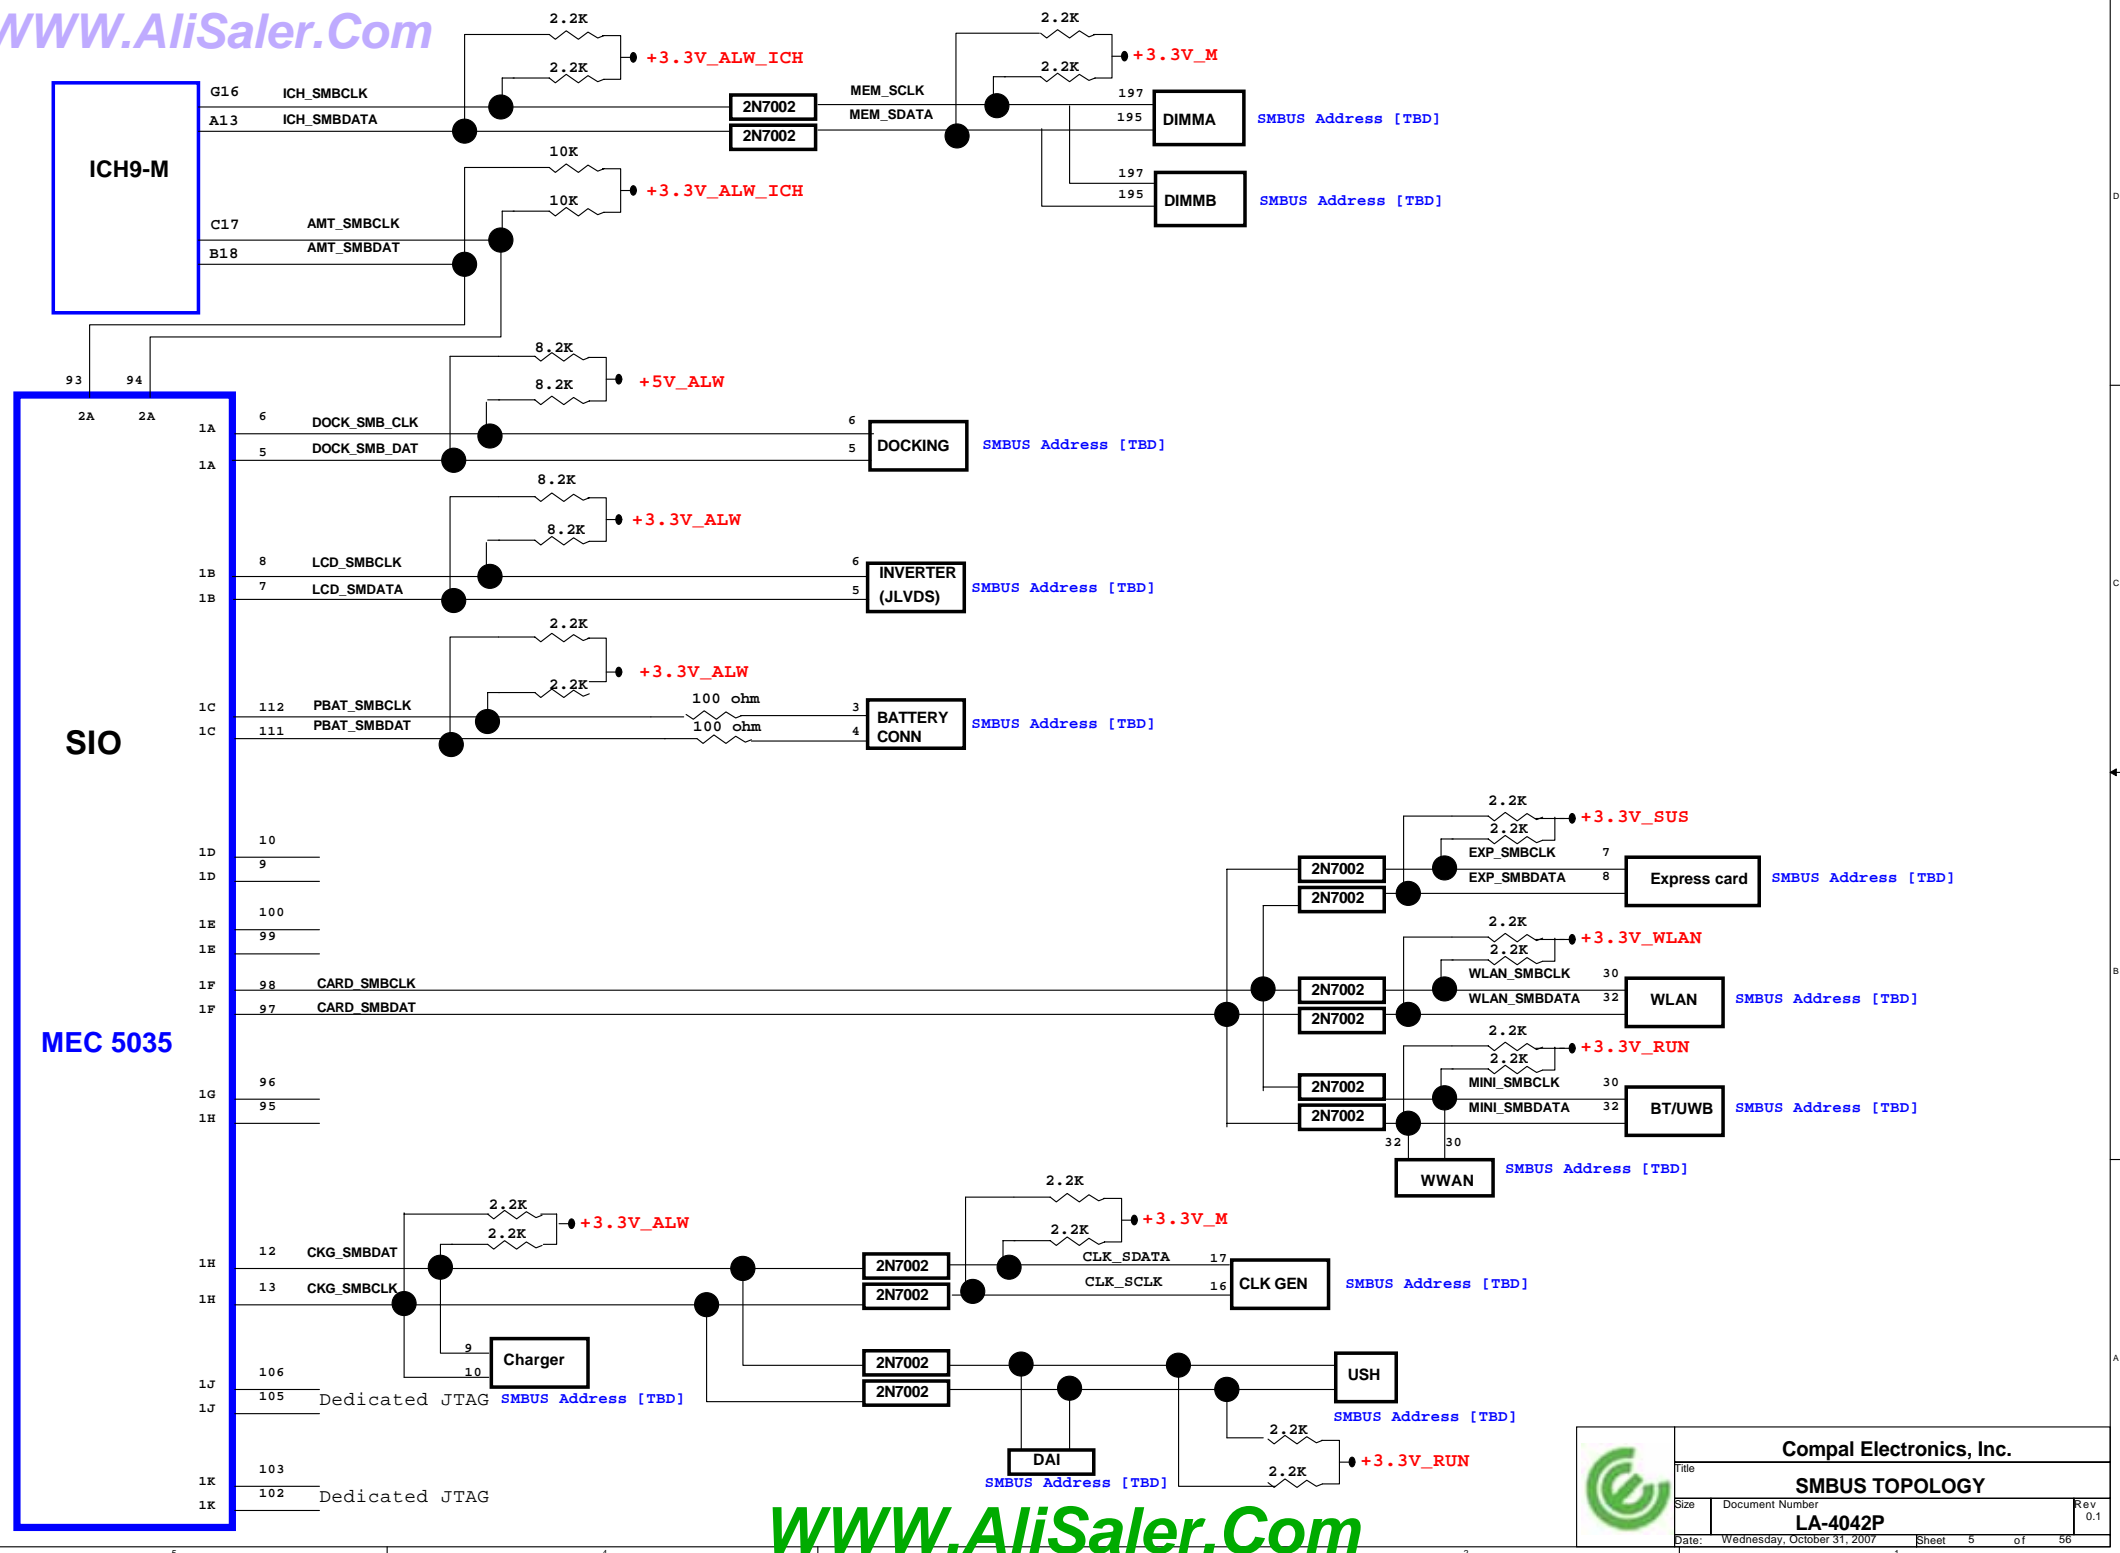 WWW.AliSaler.Com
2.2K
2.2K
+3.3V_ALW_ICH
2.2K
2.2K
+3.3V_M
ICH9-M
G16
ICH_SMBCLK
A13
ICH_SMBDATA
2N7002
2N7002
MEM_SCLK
MEM_SDATA
197
195
DIMMA
SMBUS Address [TBD]
10K
10K
+3.3V_ALW_ICH
197
195
DIMMB
SMBUS Address [TBD]
D
C17
AMT_SMBCLK
B18
AMT_SMBDAT
93
94
2A
2A
8.2K
8.2K
+5V_ALW
1A
6
DOCK_SMB_CLK
1A
5
DOCK_SMB_DAT
6
5
DOCKING
SMBUS Address [TBD]
8.2K
8.2K
+3.3V_ALW
1B
8
LCD_SMBCLK
1B
7
LCD_SMDATA
6
5
INVERTER
(JLVDS)
SMBUS Address [TBD]
C
2.2K
2.2K
+3.3V_ALW
1C
112
PBAT_SMBCLK
1C
111
PBAT_SMBDAT
100 ohm
100 ohm
3
4
BATTERY
CONN
SMBUS Address [TBD]
SIO
MEC 5035
1D
10
1D
9
1E
100
1E
99
1F
98
CARD_SMBCLK
1F
97
CARD_SMBDAT
1G
96
1H
95
2.2K
2.2K
+3.3V_SUS
2N7002
2N7002
EXP_SMBCLK
7
EXP_SMBDATA
8
Express card
SMBUS Address [TBD]
2.2K
2.2K
+3.3V_WLAN
2N7002
2N7002
WLAN_SMBCLK
30
WLAN_SMBDATA
32
WLAN
SMBUS Address [TBD]
B
2.2K
2.2K
+3.3V_RUN
2N7002
2N7002
MINI_SMBCLK
30
MINI_SMBDATA
32
BT/UWB
SMBUS Address [TBD]
32
30
WWAN
SMBUS Address [TBD]
2.2K
2.2K
+3.3V_ALW
1H
12
CKG_SMBDAT
1H
13
CKG_SMBCLK
2.2K
2.2K
+3.3V_M
2N7002
2N7002
CLK_SDATA
17
CLK_SCLK
16
CLK GEN
SMBUS Address [TBD]
9
10
Charger
SMBUS Address [TBD]
2N7002
2N7002
USH
SMBUS Address [TBD]
A
1J
106
1J
105
Dedicated JTAG
DAI
SMBUS Address [TBD]
2.2K
2.2K
+3.3V_RUN
1K
103
1K
102
Dedicated JTAG
WWW.AliSaler.Com
Compal Electronics, Inc.
Title
SMBUS TOPOLOGY
Size
Document Number
Rev
LA-4042P
0.1
Date:
Wednesday, October 31, 2007
Sheet
5
of
56